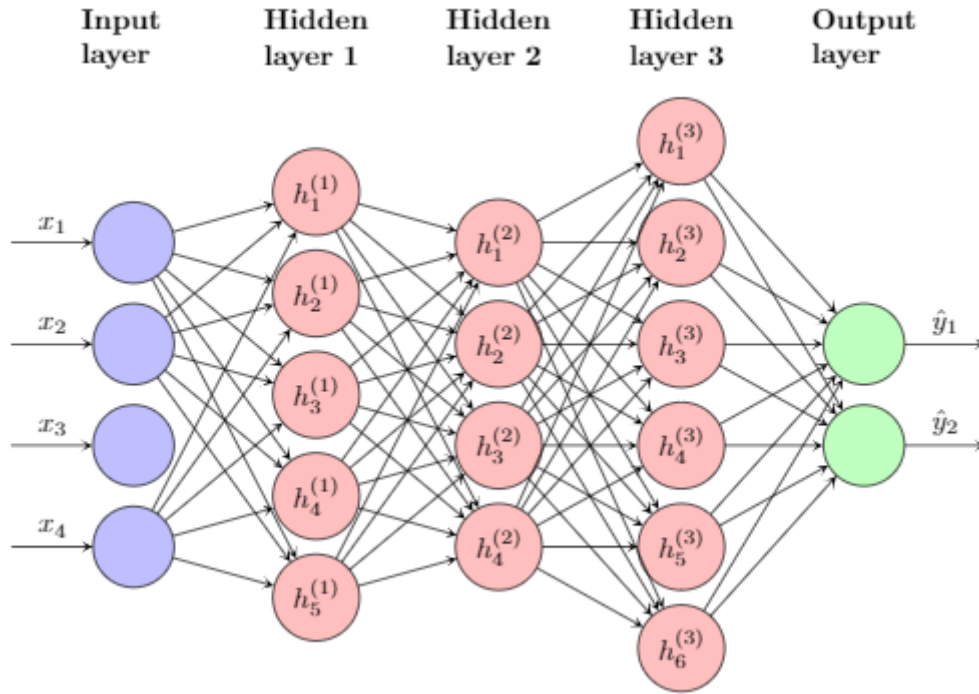 Input layer
Hidden layer 1
Hidden layer 2
Hidden layer 3
Output layer
x₁
x₂
x₃
x₄
h₁⁽¹⁾
h₂⁽¹⁾
h₃⁽¹⁾
h₄⁽¹⁾
h₅⁽¹⁾
h₁⁽²⁾
h₂⁽²⁾
h₃⁽²⁾
h₄⁽²⁾
h₁⁽³⁾
h₂⁽³⁾
h₃⁽³⁾
h₄⁽³⁾
h₅⁽³⁾
h₆⁽³⁾
ŷ₁
ŷ₂